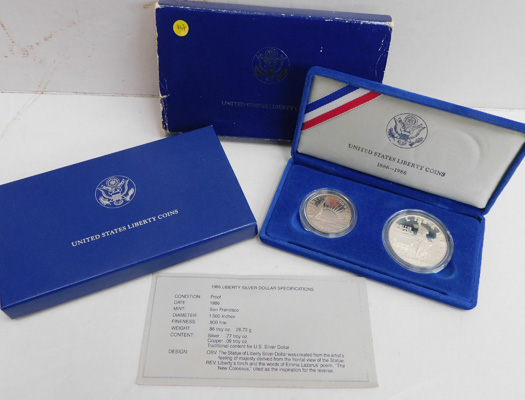 UNITED STATES LIBERTY COINS
UNITED STATES LIBERTY COINS
1886-1986
UNITED STATES LIBERTY COINS
1986 LIBERTY SILVER DOLLAR SPECIFICATIONS
CONDITION: Proof
DATE: 1986
MINT: San Francisco
DIAMETER: 1.500 inches
FINENESS: .900 fine
WEIGHT: .86 troy oz. 26.73 g
CONTENT: Silver: .77 troy oz.
Copper: .09 troy oz.
Traditional content for U.S. Silver Dollar
DESIGN: OBV. The Statue of Liberty Silver Dollar was created from the artist's
feeling of majesty derived from the frontal view of the Statue.
REV. Liberty's torch and the words of Emma Lazarus' poem, "The
New Colossus," cited as the inspiration for the reverse.